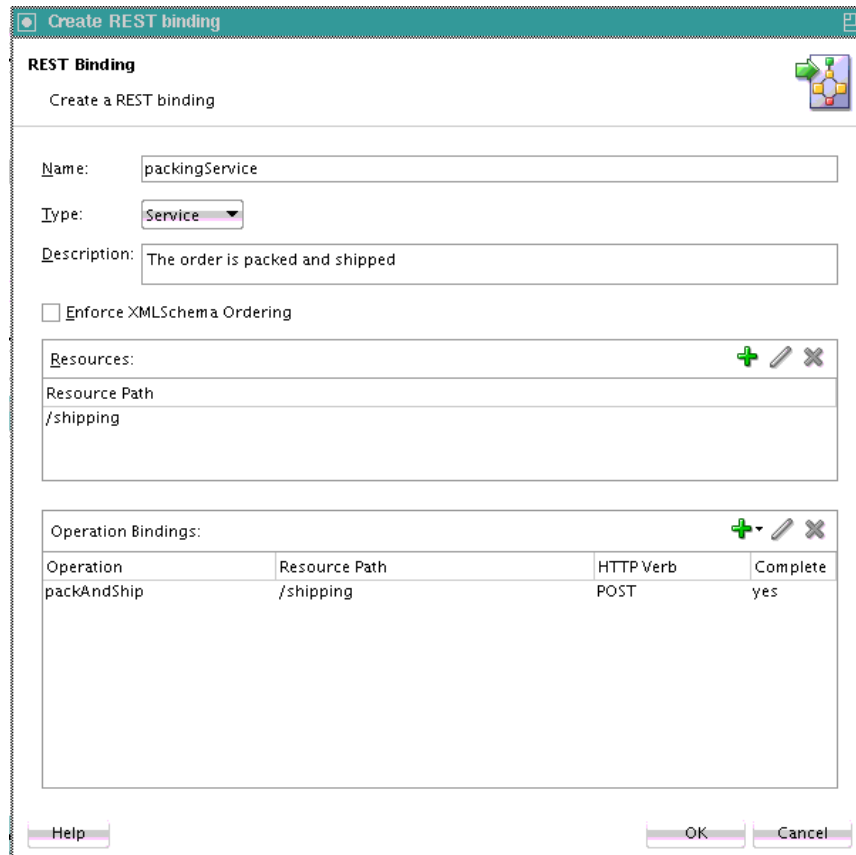 Create REST binding
REST Binding
Create a REST binding
Name: packingService
Type: Service
Description: The order is packed and shipped
Enforce XMLSchema Ordering
Resources:
Resource Path
/shipping
Operation Bindings:
Operation Resource Path HTTP Verb Complete
packAndShip /shipping POST yes
Help OK Cancel